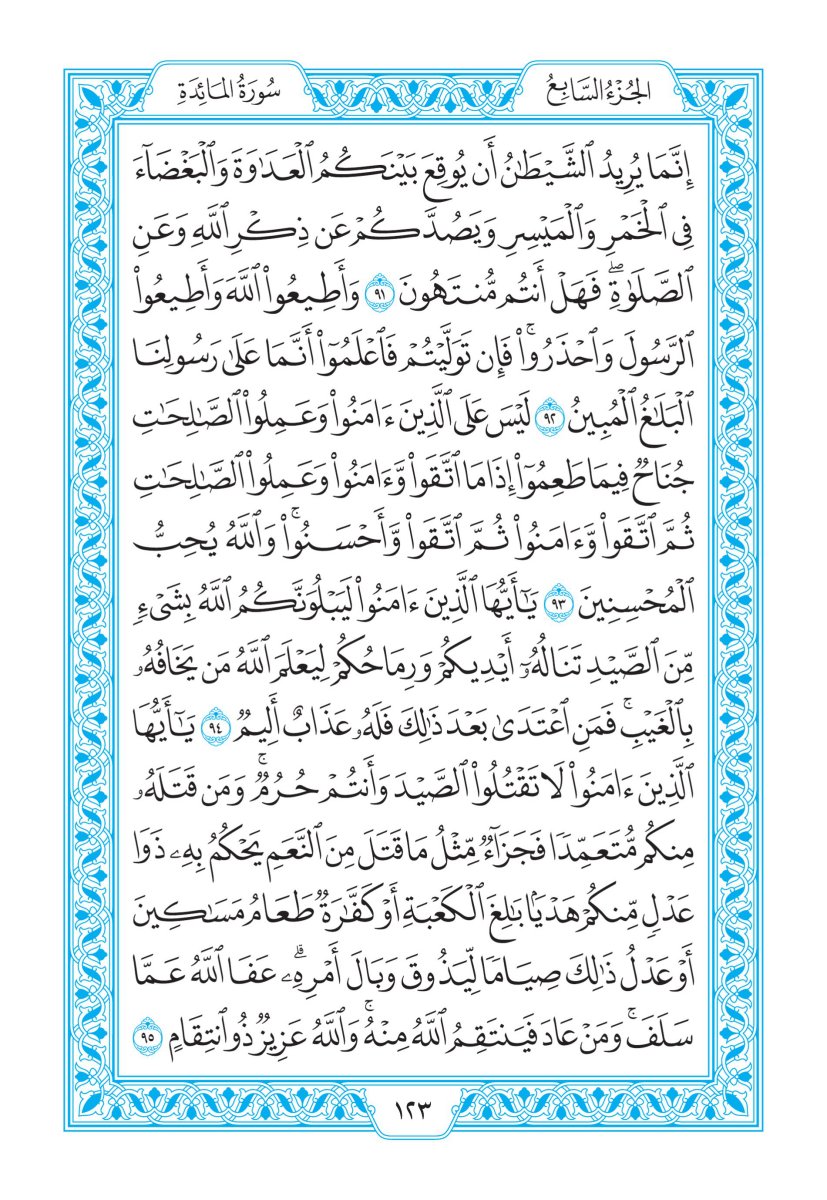 الجُزْءُ السَّابِعُ
سُورَةُ المَائِدَةِ
إِنَّمَا يُرِيدُ ٱلشَّيْطَٰنُ أَن يُوقِعَ بَيْنَكُمُ ٱلْعَدَٰوَةَ وَٱلْبَغْضَآءَ
فِى ٱلْخَمْرِ وَٱلْمَيْسِرِ وَيَصُدَّكُمْ عَن ذِكْرِ ٱللَّهِ وَعَنِ
ٱلصَّلَوٰةِۖ فَهَلْ أَنتُم مُّنتَهُونَ ٩١ وَأَطِيعُوا۟ ٱللَّهَ وَأَطِيعُوا۟
ٱلرَّسُولَ وَٱحْذَرُوا۟ۚ فَإِن تَوَلَّيْتُمْ فَٱعْلَمُوٓا۟ أَنَّمَا عَلَىٰ رَسُولِنَا
ٱلْبَلَٰغُ ٱلْمُبِينُ ٩٢ لَيْسَ عَلَى ٱلَّذِينَ ءَامَنُوا۟ وَعَمِلُوا۟ ٱلصَّٰلِحَٰتِ
جُنَاحٌ فِيمَا طَعِمُوٓا۟ إِذَا مَا ٱتَّقَوا۟ وَّءَامَنُوا۟ وَعَمِلُوا۟ ٱلصَّٰلِحَٰتِ
ثُمَّ ٱتَّقَوا۟ وَّءَامَنُوا۟ ثُمَّ ٱتَّقَوا۟ وَّأَحْسَنُوا۟ۚ وَٱللَّهُ يُحِبُّ
ٱلْمُحْسِنِينَ ٩٣ يَٰٓأَيُّهَا ٱلَّذِينَ ءَامَنُوا۟ لَيَبْلُوَنَّكُمُ ٱللَّهُ بِشَىْءٍ
مِّنَ ٱلصَّيْدِ تَنَالُهُۥٓ أَيْدِيكُمْ وَرِمَاحُكُمْ لِيَعْلَمَ ٱللَّهُ مَن يَخَافُهُۥ
بِٱلْغَيْبِۚ فَمَنِ ٱعْتَدَىٰ بَعْدَ ذَٰلِكَ فَلَهُۥ عَذَابٌ أَلِيمٌ ٩٤ يَٰٓأَيُّهَا
ٱلَّذِينَ ءَامَنُوا۟ لَا تَقْتُلُوا۟ ٱلصَّيْدَ وَأَنتُمْ حُرُمٌۚ وَمَن قَتَلَهُۥ
مِنكُم مُّتَعَمِّدًا فَجَزَآءٌ مِّثْلُ مَا قَتَلَ مِنَ ٱلنَّعَمِ يَحْكُمُ بِهِۦ ذَوَا
عَدْلٍ مِّنكُمْ هَدْيًۢا بَٰلِغَ ٱلْكَعْبَةِ أَوْ كَفَّٰرَةٌ طَعَامُ مَسَٰكِينَ
أَوْ عَدْلُ ذَٰلِكَ صِيَامًا لِّيَذُوقَ وَبَالَ أَمْرِهِۦۗ عَفَا ٱللَّهُ عَمَّا
سَلَفَۚ وَمَنْ عَادَ فَيَنتَقِمُ ٱللَّهُ مِنْهُۚ وَٱللَّهُ عَزِيزٌ ذُو ٱنتِقَامٍ ٩٥
١٢٣